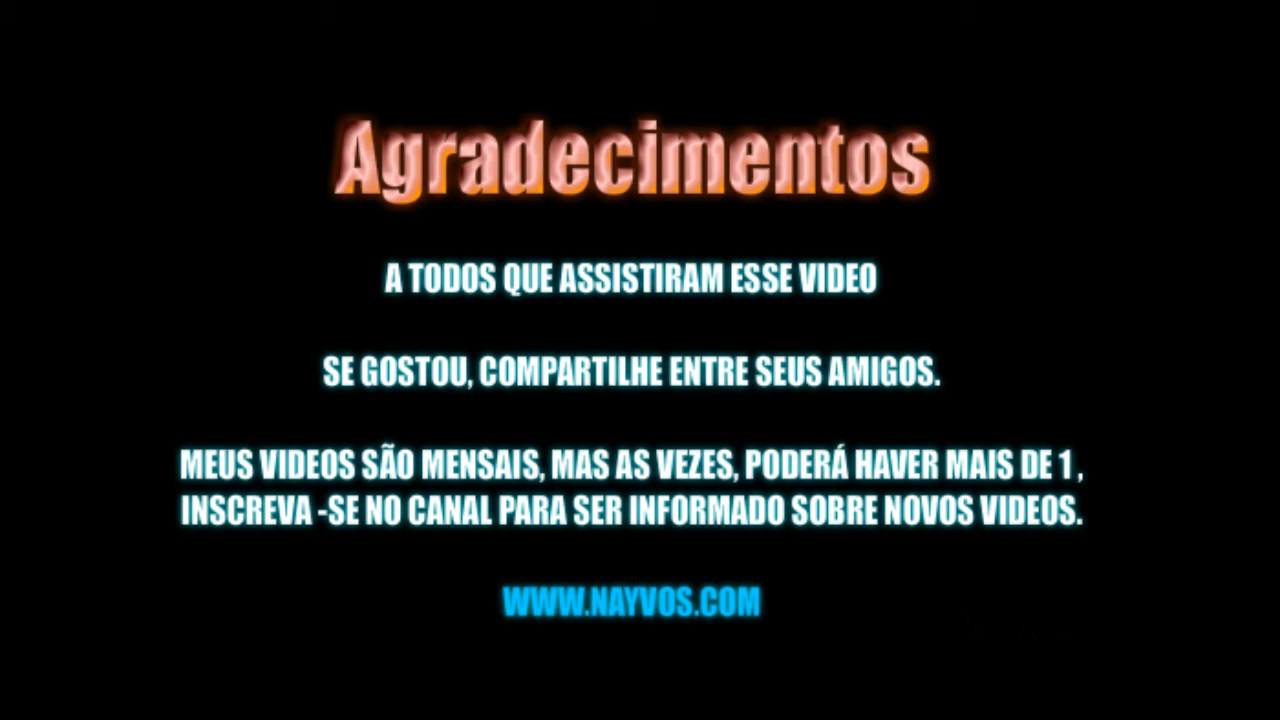 Agradecimentos
A TODOS QUE ASSISTIRAM ESSE VIDEO
SE GOSTOU, COMPARTILHE ENTRE SEUS AMIGOS.
MEUS VIDEOS SÃO MENSAIS, MAS AS VEZES, PODERÁ HAVER MAIS DE 1 ,
INSCREVA -SE NO CANAL PARA SER INFORMADO SOBRE NOVOS VIDEOS.
WWW.NAYVOS.COM